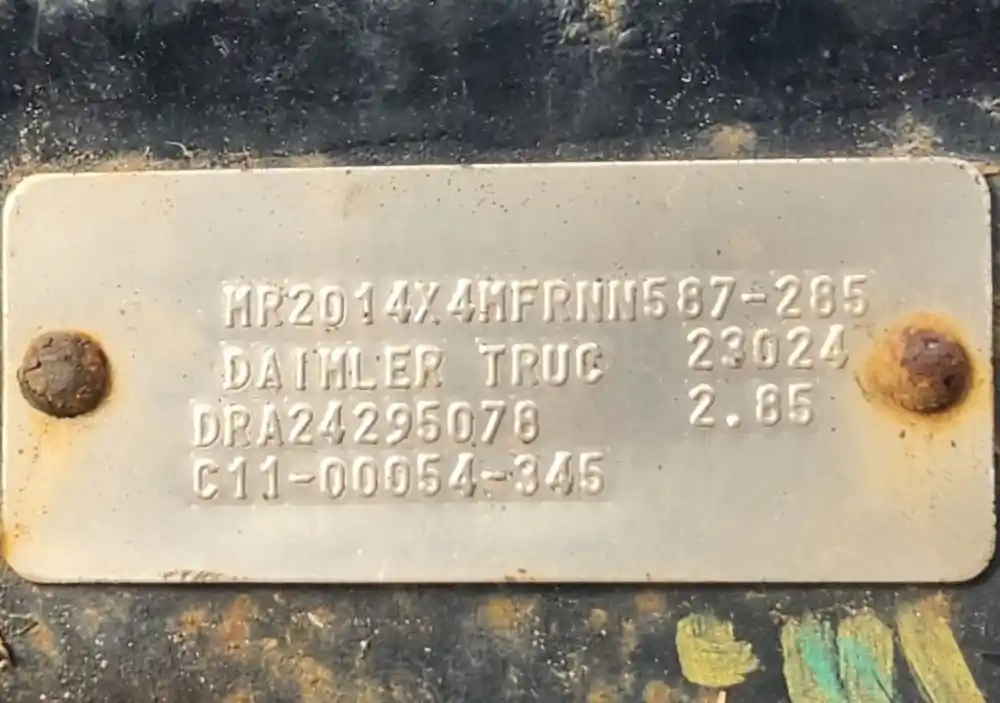 MR2014X4MFRNN587-285
DAIMLER TRUC 23024
DRA24295078 2.85
C11-00054-345